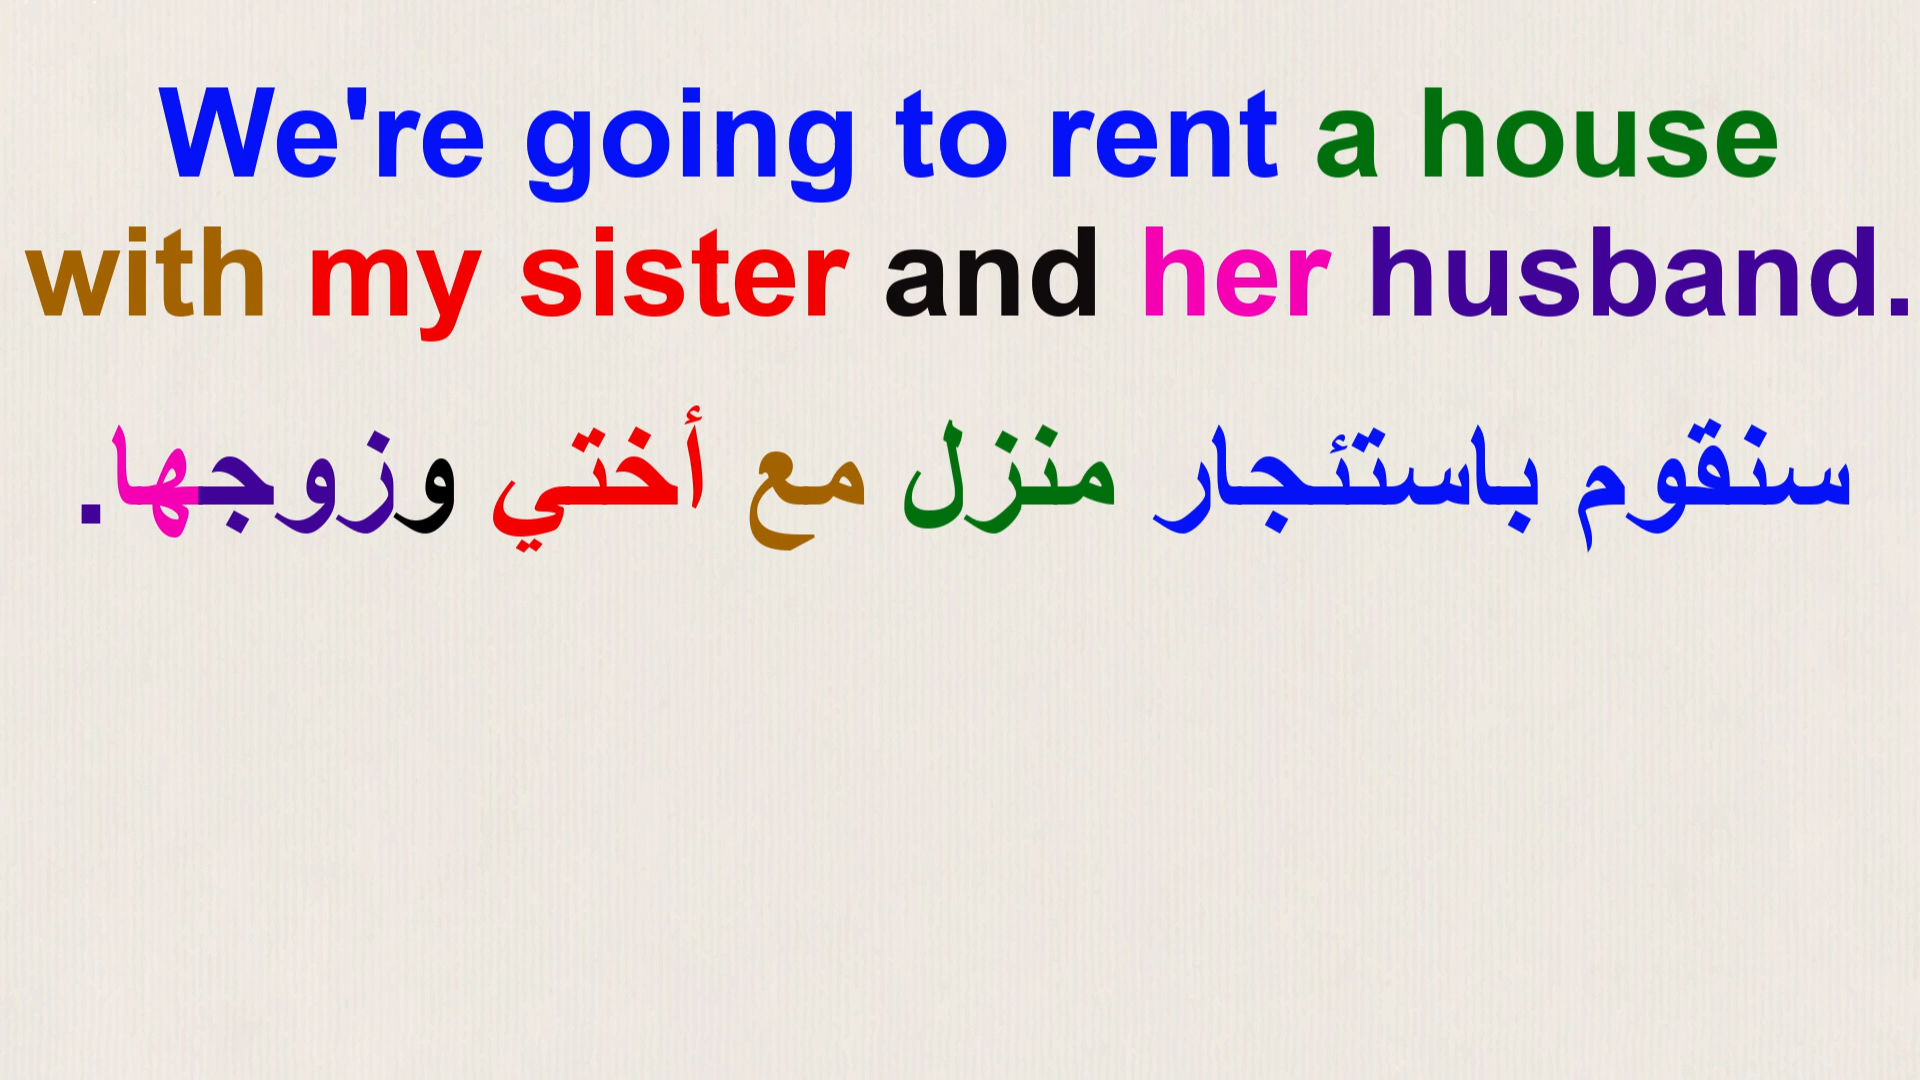 We're going to rent a house
with my sister and her husband.
سنقوم باستئجار منزل مع أختي وزوجها.